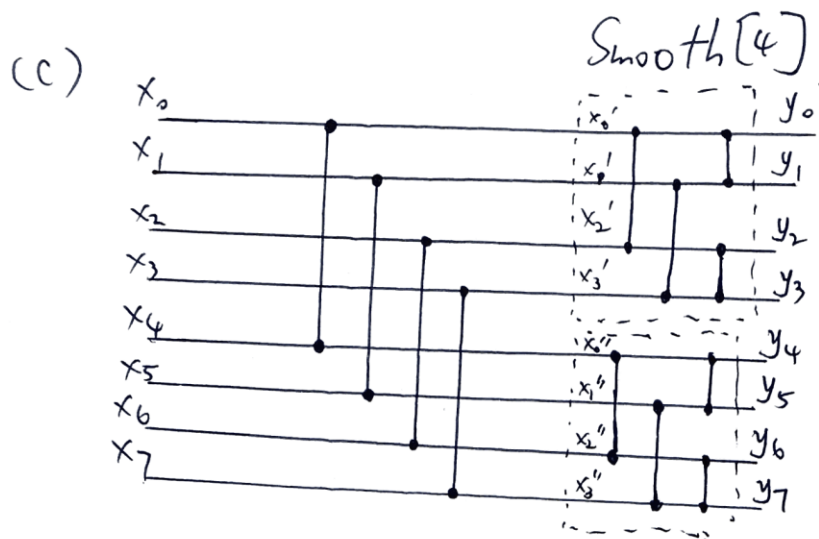 (C)
Smooth[4]
x₀ x₀' y₀
x₁ x₁' y₁
x₂ x₂' y₂
x₃ x₃' y₃
x₄ x₀'' y₄
x₅ x₁'' y₅
x₆ x₂'' y₆
x₇ x₃'' y₇